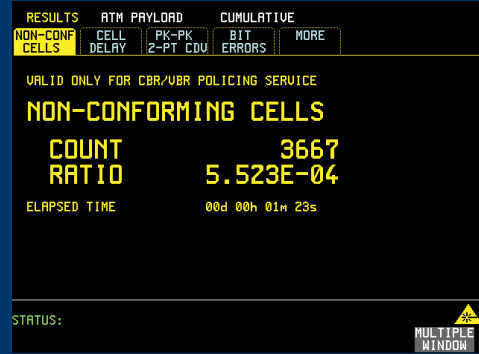 RESULTS ATM PAYLOAD CUMULATIVE
NON-CONF CELLS
CELL DELAY
PK-PK 2-PT CDV
BIT ERRORS
MORE
VALID ONLY FOR CBR/VBR POLICING SERVICE
NON-CONFORMING CELLS
COUNT 3667
RATIO 5.523E-04
ELAPSED TIME 00d 00h 01m 23s
STATUS:
MULTIPLE
WINDOW